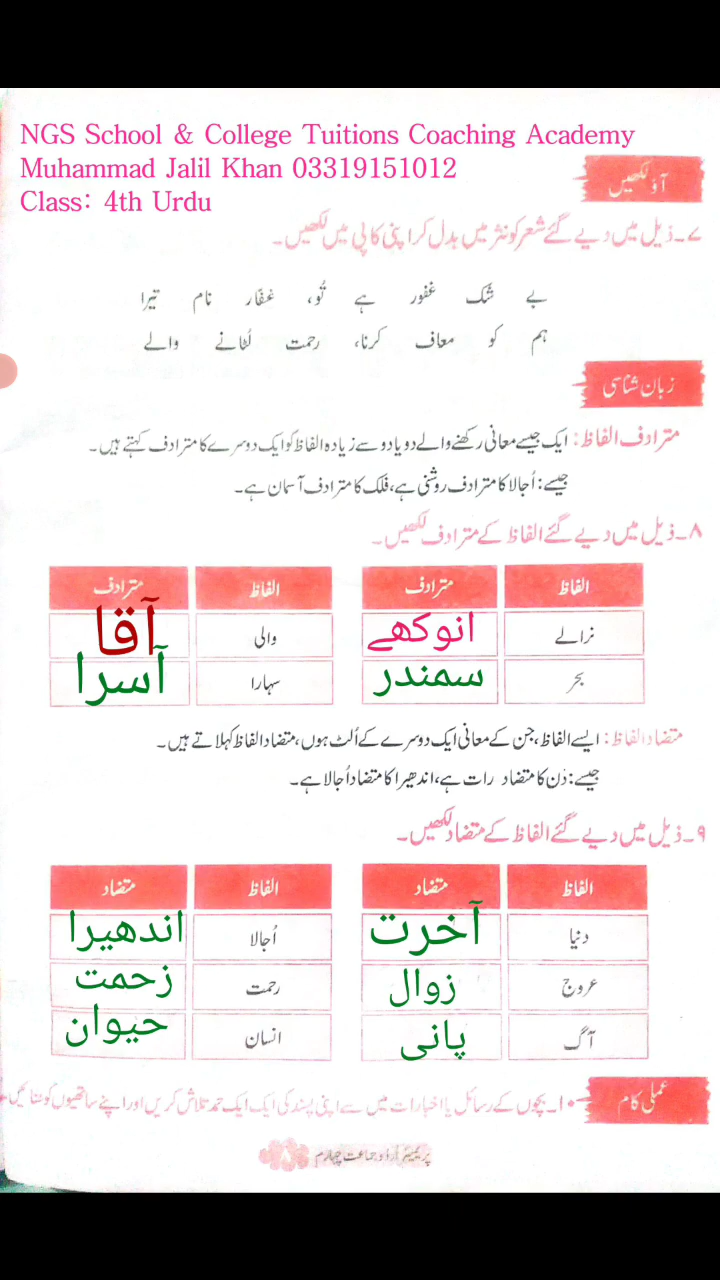 NGS School & College Tuitions Coaching Academy
Muhammad Jalil Khan 03319151012
Class: 4th Urdu
آؤ لکھیں
۷۔ ذیل میں دیے گئے شعر کو نثر میں بدل کر اپنی کاپی میں لکھیں۔
بے شک غفور ہے تُو، غفّار نام تیرا
ہم کو معاف کرنا، رحمت لُٹانے والے
زبان شناسی
مترادف الفاظ: ایک جیسے معانی رکھنے والے دو یا دو سے زیادہ الفاظ کو ایک دوسرے کا مترادف کہتے ہیں۔
جیسے: اُجالا کا مترادف روشنی ہے، فلک کا مترادف آسمان ہے۔
۸۔ ذیل میں دیے گئے الفاظ کے مترادف لکھیں۔
الفاظ مترادف الفاظ مترادف
نرالے انوکھے والی آقا
بحر سمندر سہارا آسرا
متضاد الفاظ: ایسے الفاظ، جن کے معانی ایک دوسرے کے اُلٹ ہوں، متضاد الفاظ کہلاتے ہیں۔
جیسے: دَن کا متضاد رات ہے، اندھیرا کا متضاد اُجالا ہے۔
۹۔ ذیل میں دیے گئے الفاظ کے متضاد لکھیں۔
الفاظ متضاد الفاظ متضاد
دنیا آخرت اُجالا اندھیرا
عروج زوال رحمت زحمت
آگ پانی انسان حیوان
عملی کام
۱۰۔ بچوں کے رسائل یا اخبارات میں سے اپنی پسند کی ایک ایک حمد تلاش کریں اور اپنے ساتھیوں کو سنائیں۔
پریمیئر اُردو جماعت چہارم ۸